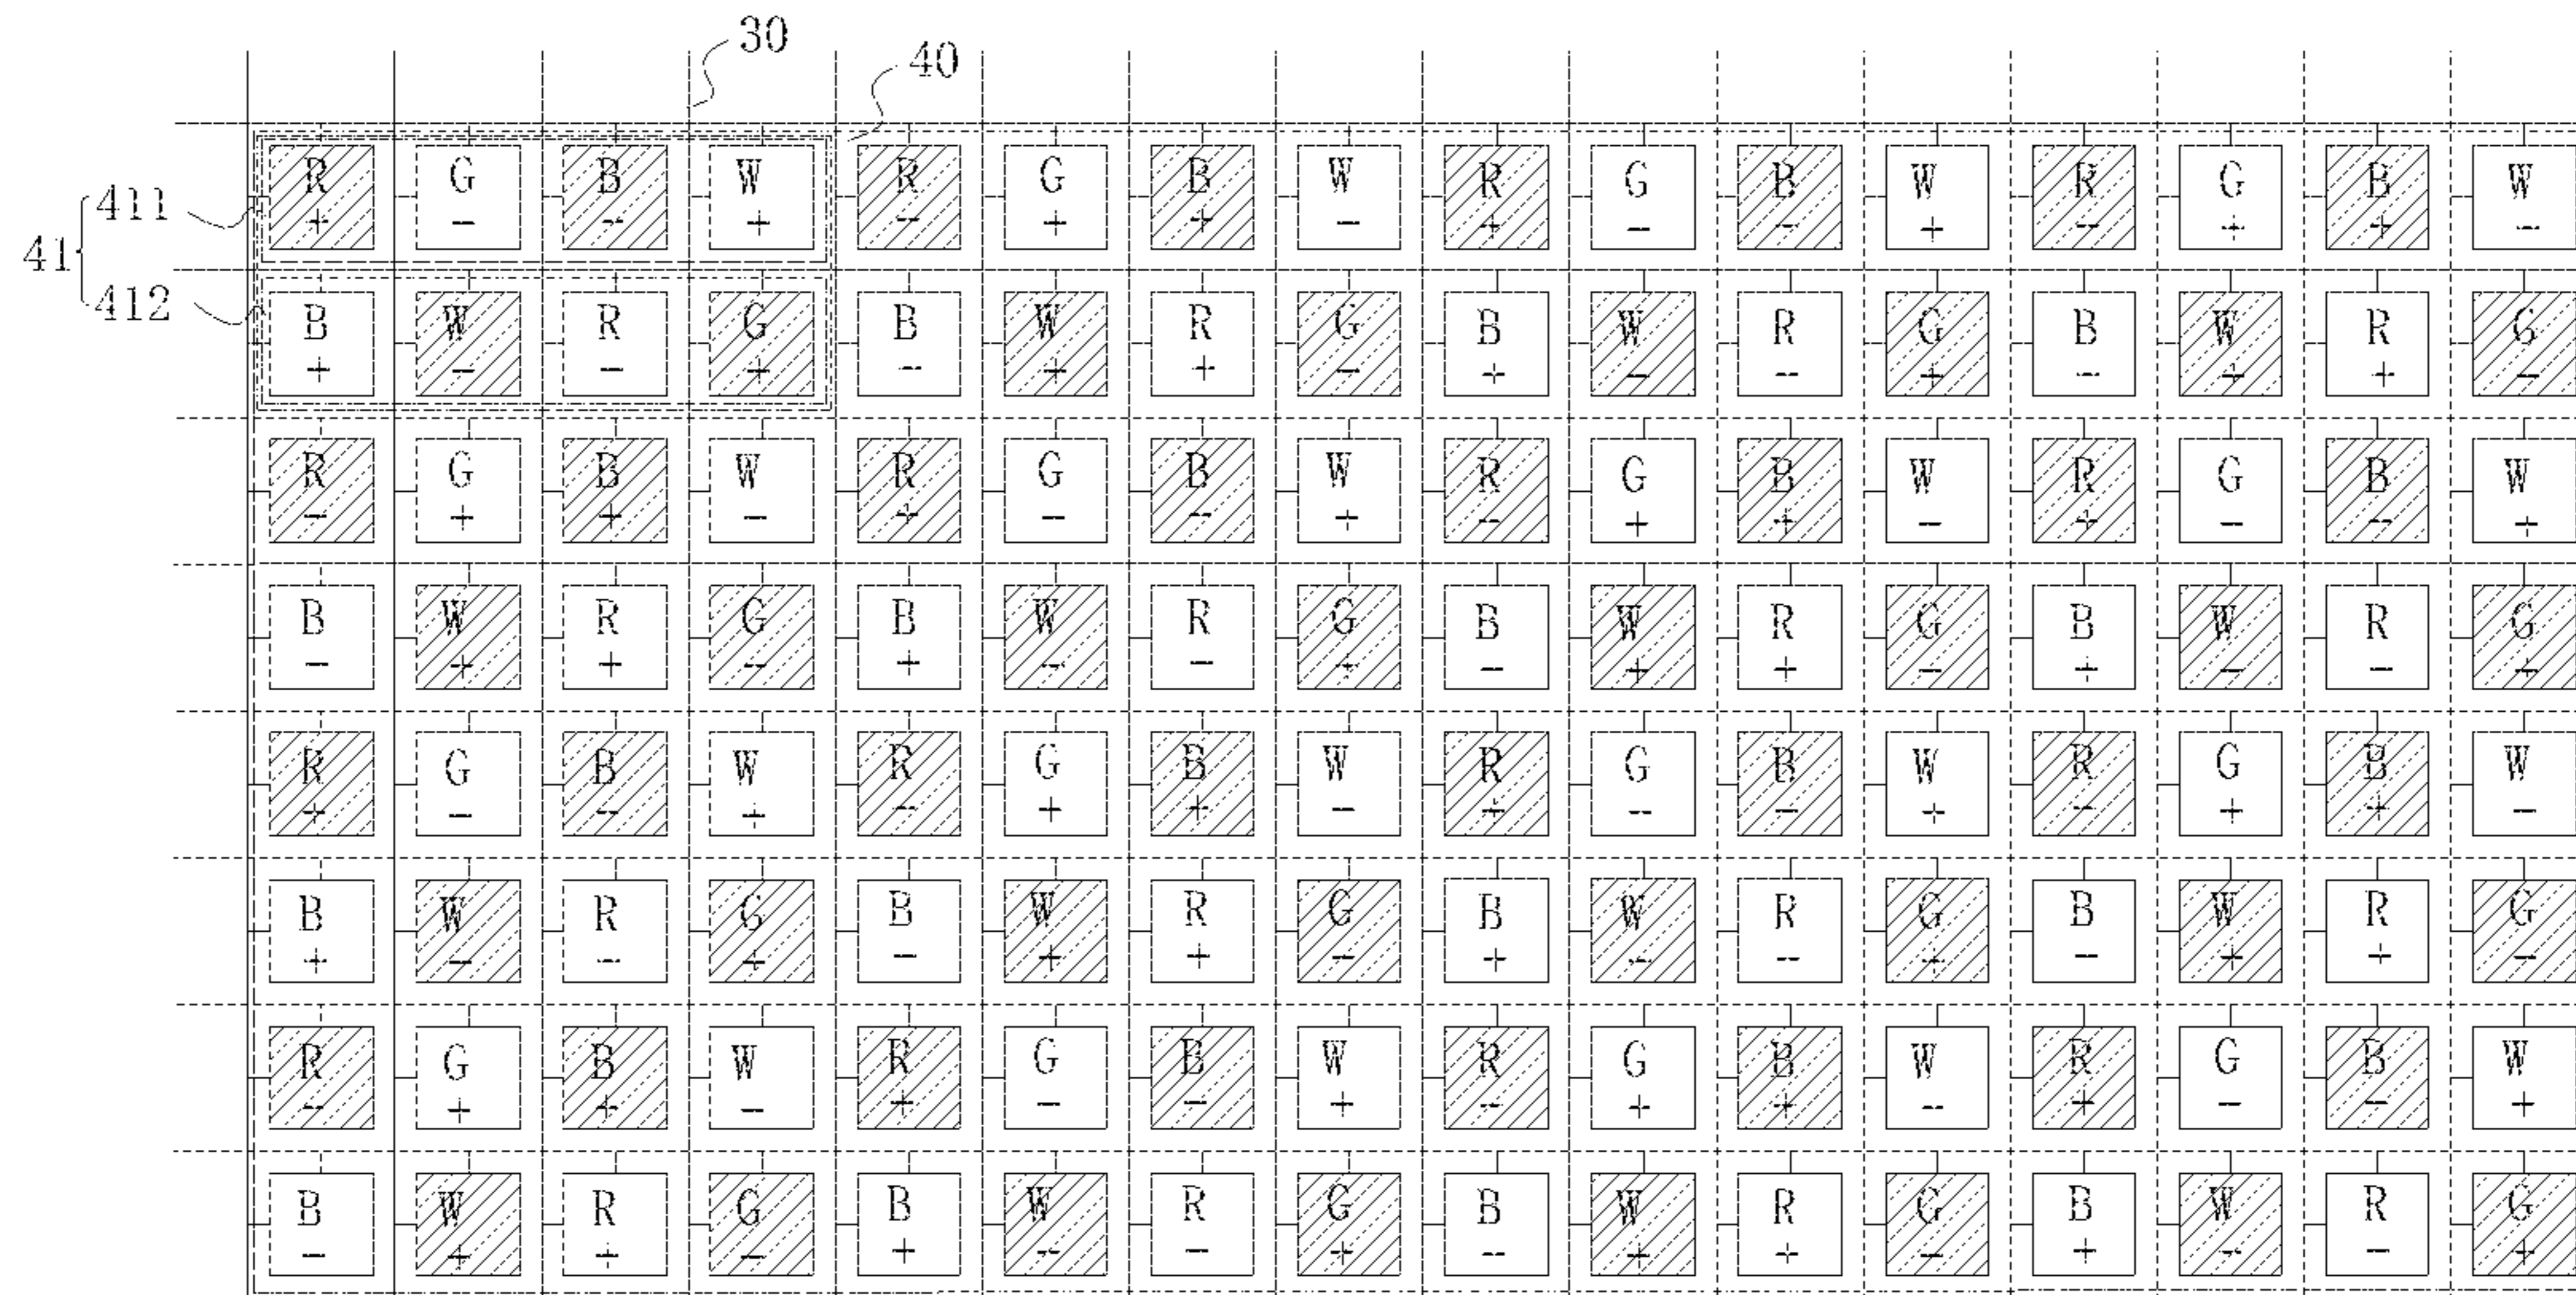 30
40
R G B W R G B W R G B W R G B W
+ − − + − + + − + − − + − + + −
411
41
412
B W R G B W R G B W R G B W R G
+ − − + − + + − + − − + − + + −
R G B W R G B W R G B W R G B W
− + + − + − − + − + + − + − − +
B W R G B W R G B W R G B W R G
− + + − + − − + − + + − + − − +
R G B W R G B W R G B W R G B W
+ − − + − + + − + − − + − + + −
B W R G B W R G B W R G B W R G
+ − − + − + + − + − − + − + + −
R G B W R G B W R G B W R G B W
− + + − + − − + − + + − + − − +
B W R G B W R G B W R G B W R G
− + + − + − − + − + + − + − − +